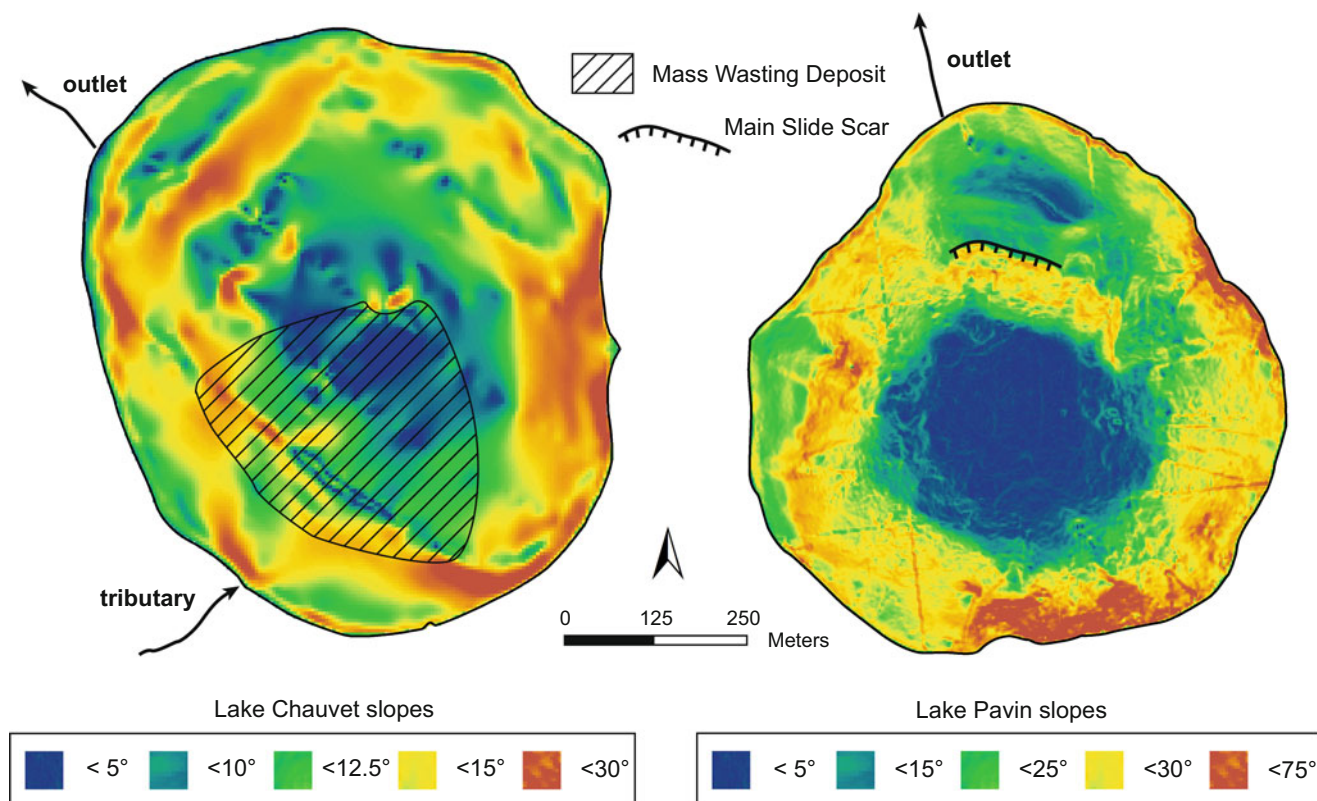 outlet
Mass Wasting Deposit
Main Slide Scar
outlet
tributary
0 125 250
Meters
Lake Chauvet slopes
< 5° <10° <12.5° <15° <30°
Lake Pavin slopes
< 5° <15° <25° <30° <75°